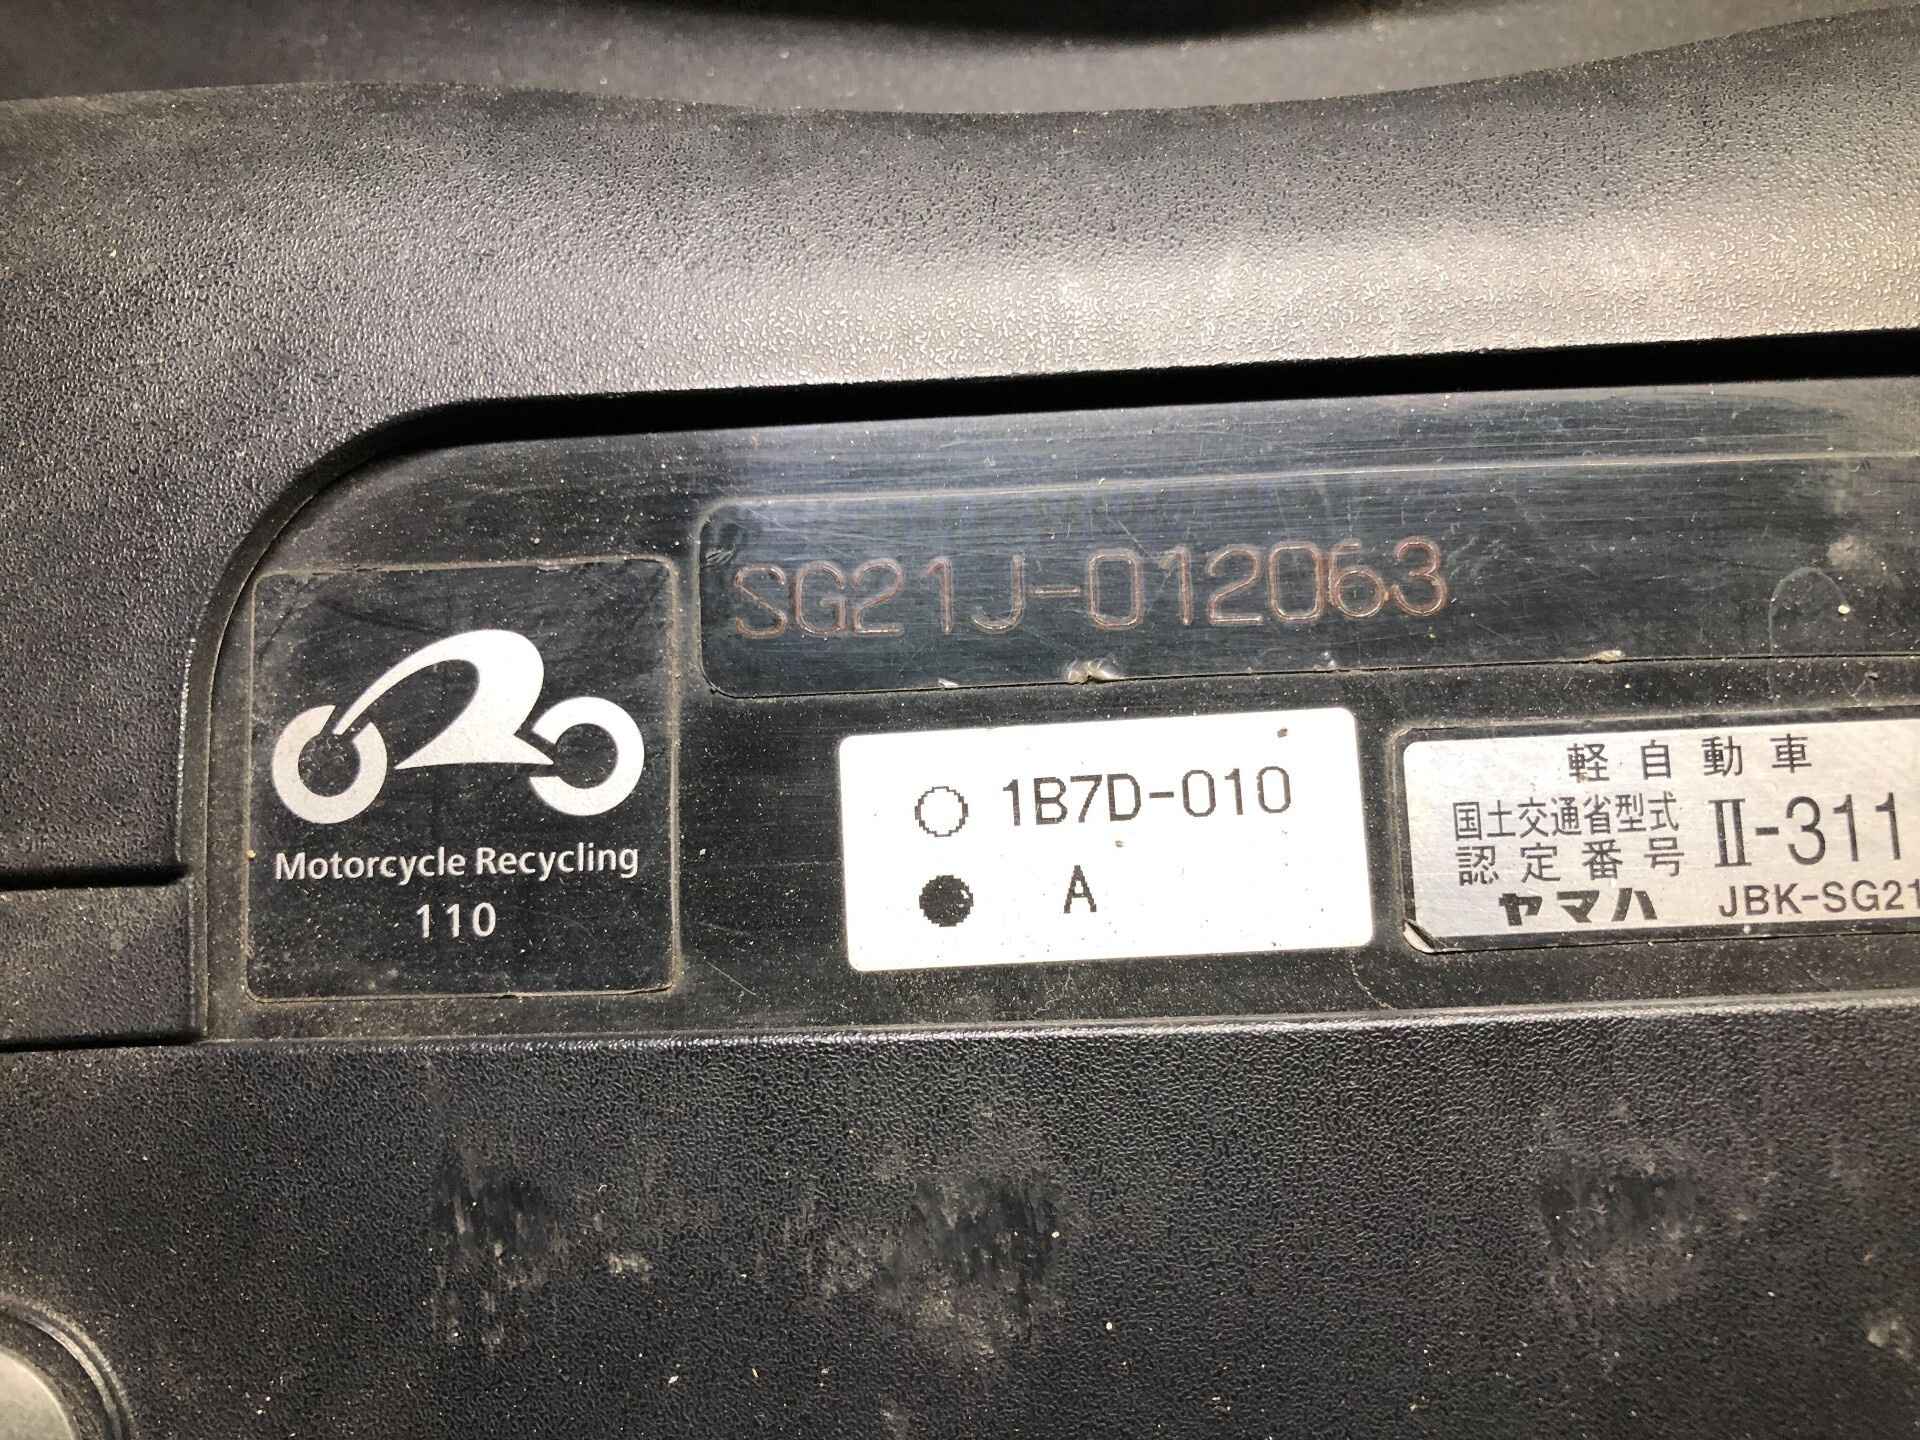 SG21J-012063
Motorcycle Recycling
110
1B7D-010
A
軽自動車
国土交通省型式
認定番号 II-311
ヤマハ JBK-SG21